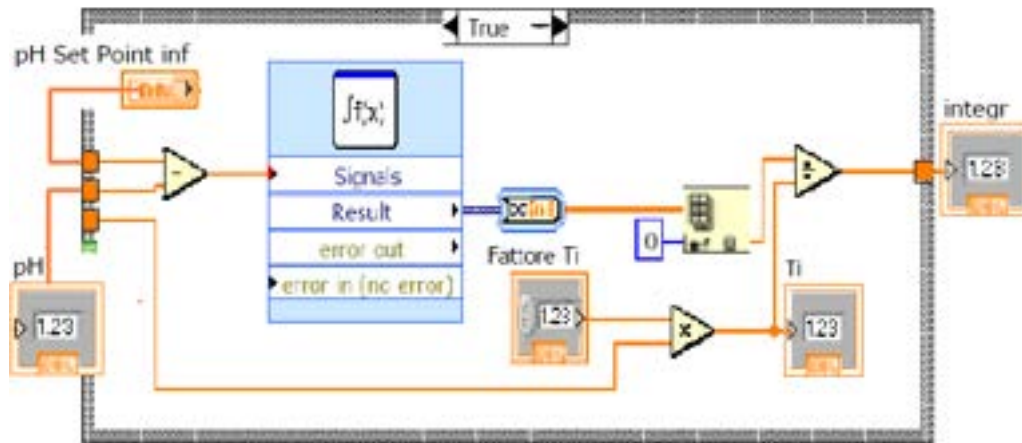 True
pH Set Point inf
integr
1.23
Signals
Result
0
error out
Fattore Ti
Ti
pH
error in (no error)
1.23
1.23
1.23